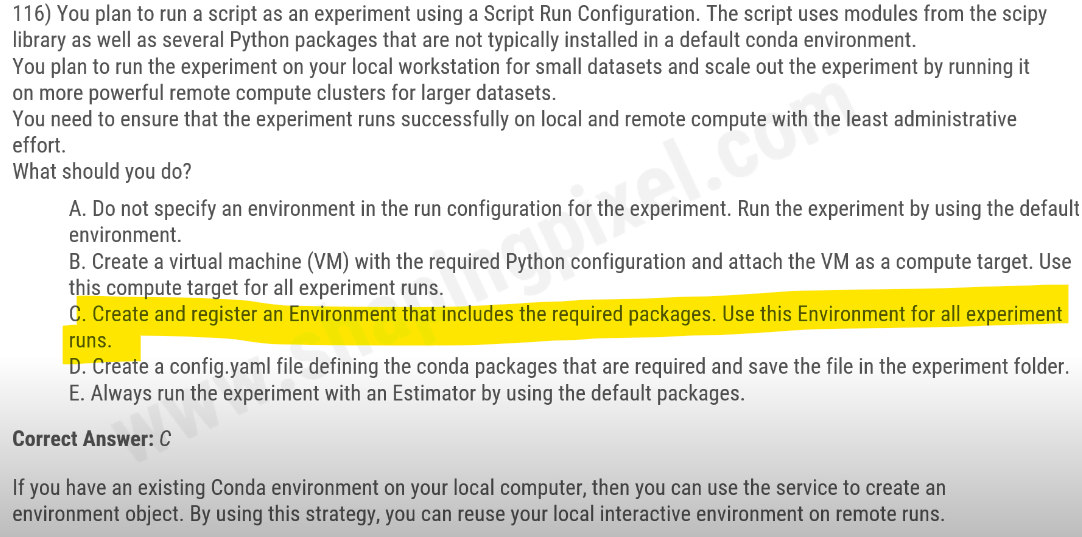 116) You plan to run a script as an experiment using a Script Run Configuration. The script uses modules from the scipy
library as well as several Python packages that are not typically installed in a default conda environment.
You plan to run the experiment on your local workstation for small datasets and scale out the experiment by running it
on more powerful remote compute clusters for larger datasets.
You need to ensure that the experiment runs successfully on local and remote compute with the least administrative
effort.
What should you do?
A. Do not specify an environment in the run configuration for the experiment. Run the experiment by using the default
environment.
B. Create a virtual machine (VM) with the required Python configuration and attach the VM as a compute target. Use
this compute target for all experiment runs.
C. Create and register an Environment that includes the required packages. Use this Environment for all experiment
runs.
D. Create a config.yaml file defining the conda packages that are required and save the file in the experiment folder.
E. Always run the experiment with an Estimator by using the default packages.
Correct Answer: C
If you have an existing Conda environment on your local computer, then you can use the service to create an
environment object. By using this strategy, you can reuse your local interactive environment on remote runs.